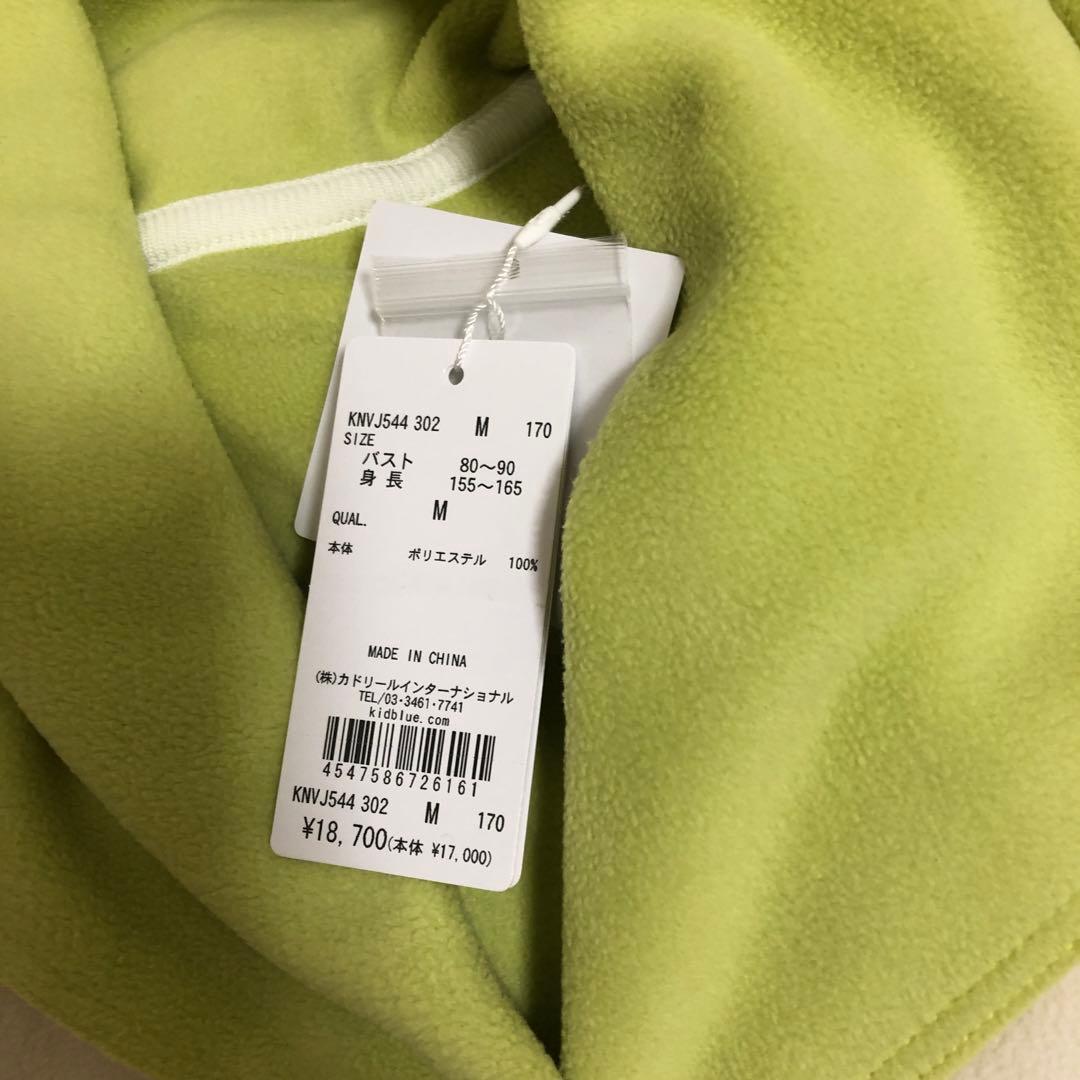 KNVJ544 302 M 170
SIZE
バスト 80～90
身長 155～165
M
QUAL.
本体 ポリエステル 100%
MADE IN CHINA
(株)カドリールインターナショナル
TEL/03・3461・7741
kidblue.com
4547586726161
KNVJ544 302 M 170
¥18,700(本体 ¥17,000)